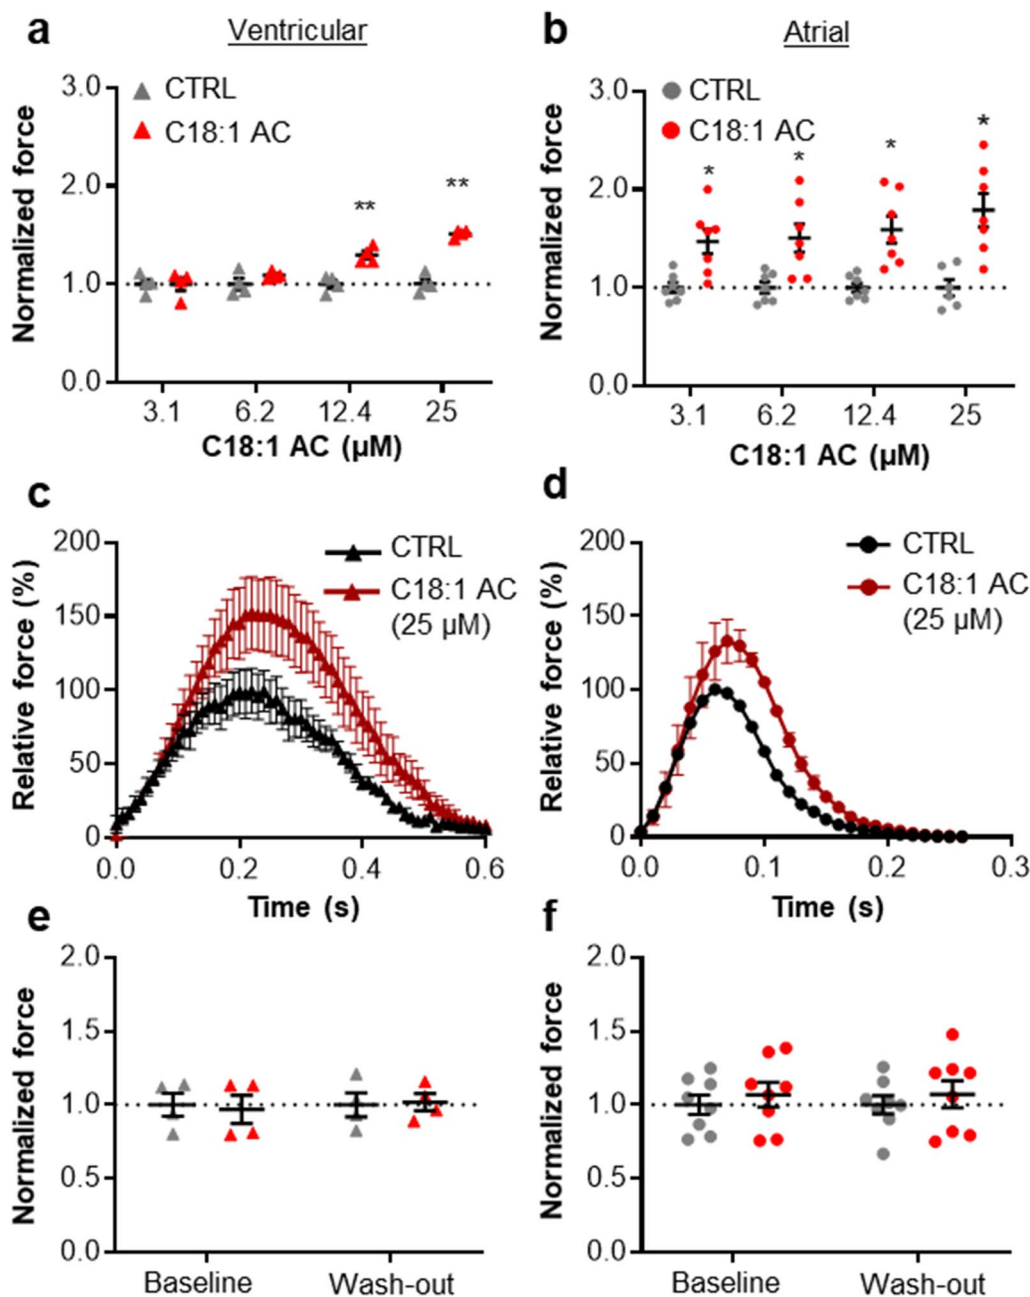 a
Ventricular
Normalized force
3.0
2.0
1.0
0.0
CTRL
C18:1 AC
**
**
3.1 6.2 12.4 25
C18:1 AC (µM)
b
Atrial
Normalized force
3.0
2.0
1.0
0.0
CTRL
C18:1 AC
*
*
*
*
3.1 6.2 12.4 25
C18:1 AC (µM)
c
Relative force (%)
200
150
100
50
0
CTRL
C18:1 AC
(25 µM)
0.0 0.2 0.4 0.6
Time (s)
d
Relative force (%)
200
150
100
50
0
CTRL
C18:1 AC
(25 µM)
0.0 0.1 0.2 0.3
Time (s)
e
Normalized force
2.0
1.5
1.0
0.5
0.0
Baseline Wash-out
f
Normalized force
2.0
1.5
1.0
0.5
0.0
Baseline Wash-out